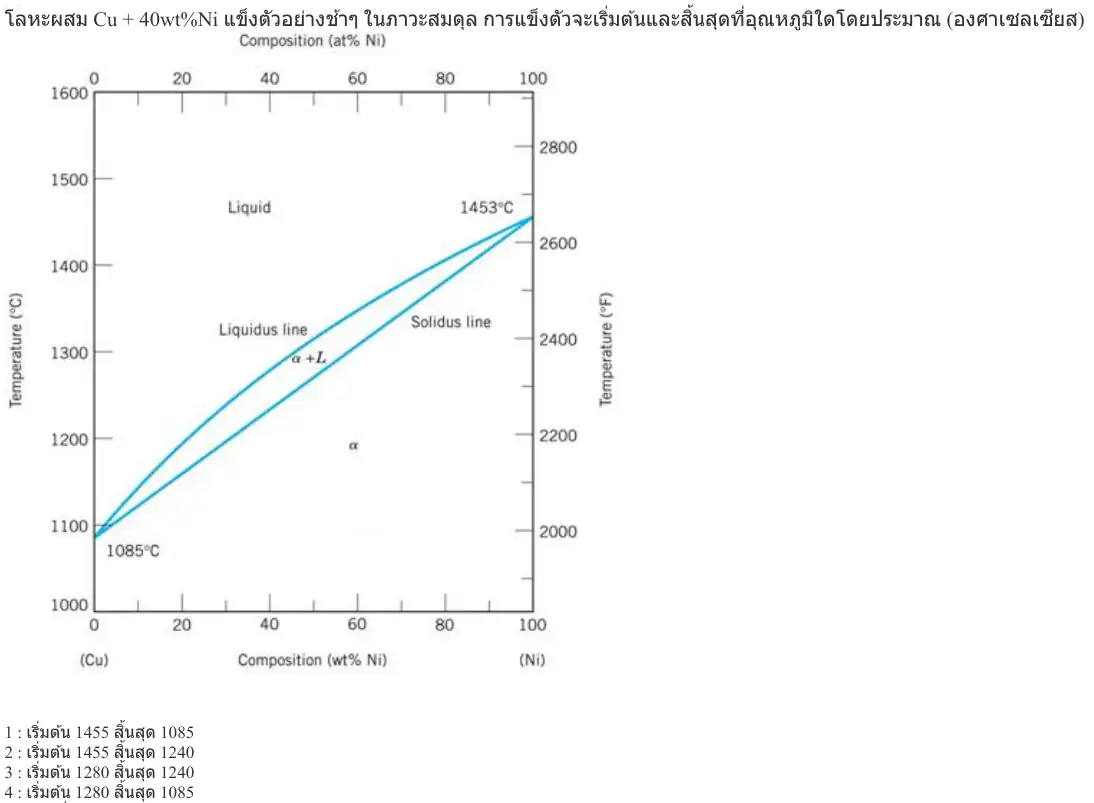 โลหะผสม Cu + 40wt%Ni แข็งตัวอย่างช้าๆ ในภาวะสมดุล การแข็งตัวจะเริ่มต้นและสิ้นสุดที่อุณหภูมิใดโดยประมาณ (องศาเซลเซียส)
Composition (at% Ni)
0 20 40 60 80 100
1600
2800
1500
Liquid
1453°C
2600
1400
Temperature (°C)
Liquidus line
Solidus line
Temperature (°F)
2400
1300
α +L
1200
α
2200
1100
2000
1085°C
1000
0 20 40 60 80 100
(Cu) Composition (wt% Ni) (Ni)
1 : เริ่มต้น 1455 สิ้นสุด 1085
2 : เริ่มต้น 1455 สิ้นสุด 1240
3 : เริ่มต้น 1280 สิ้นสุด 1240
4 : เริ่มต้น 1280 สิ้นสุด 1085